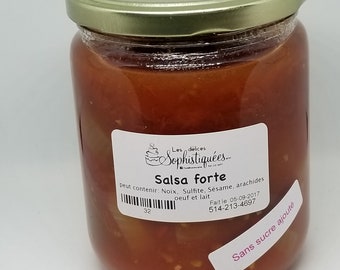 Les délices
Sophistiquées...
Salsa forte
peut contenir: Noix, Sulfite, Sésame, arachides
oeuf et lait
Fait le: 05-09-2017
32
514-213-4697
Sans sucre ajouté